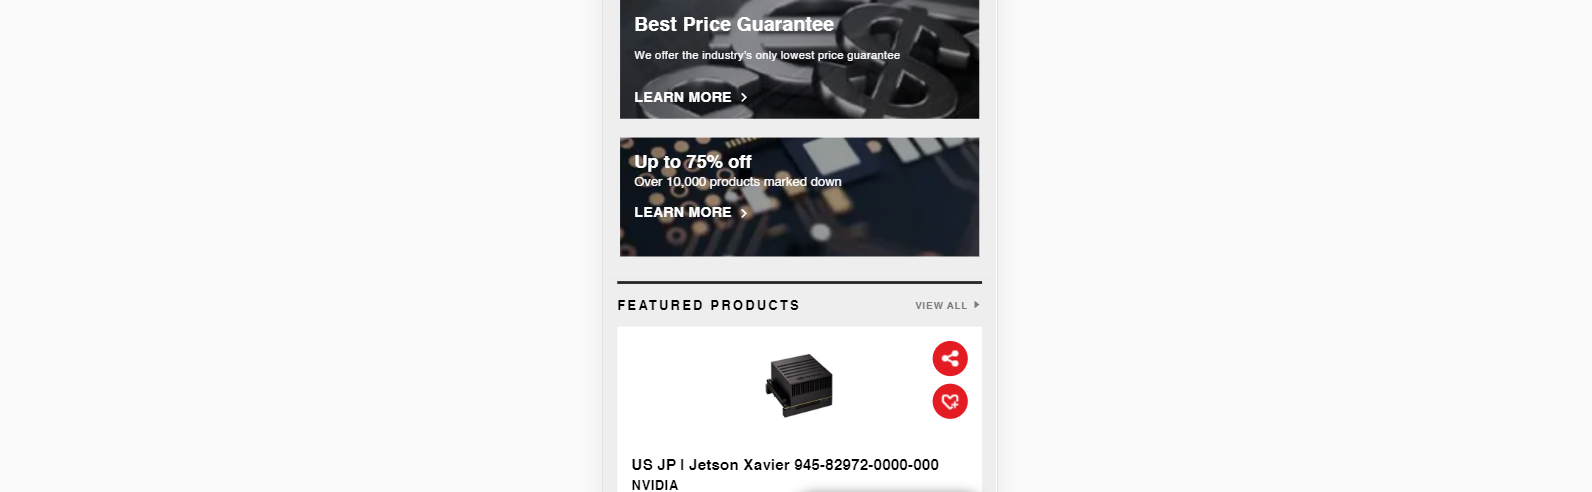 Best Price Guarantee
We offer the industry's only lowest price guarantee
LEARN MORE
Up to 75% off
Over 10,000 products marked down
LEARN MORE
FEATURED PRODUCTS
VIEW ALL
US JP | Jetson Xavier 945-82972-0000-000
NVIDIA